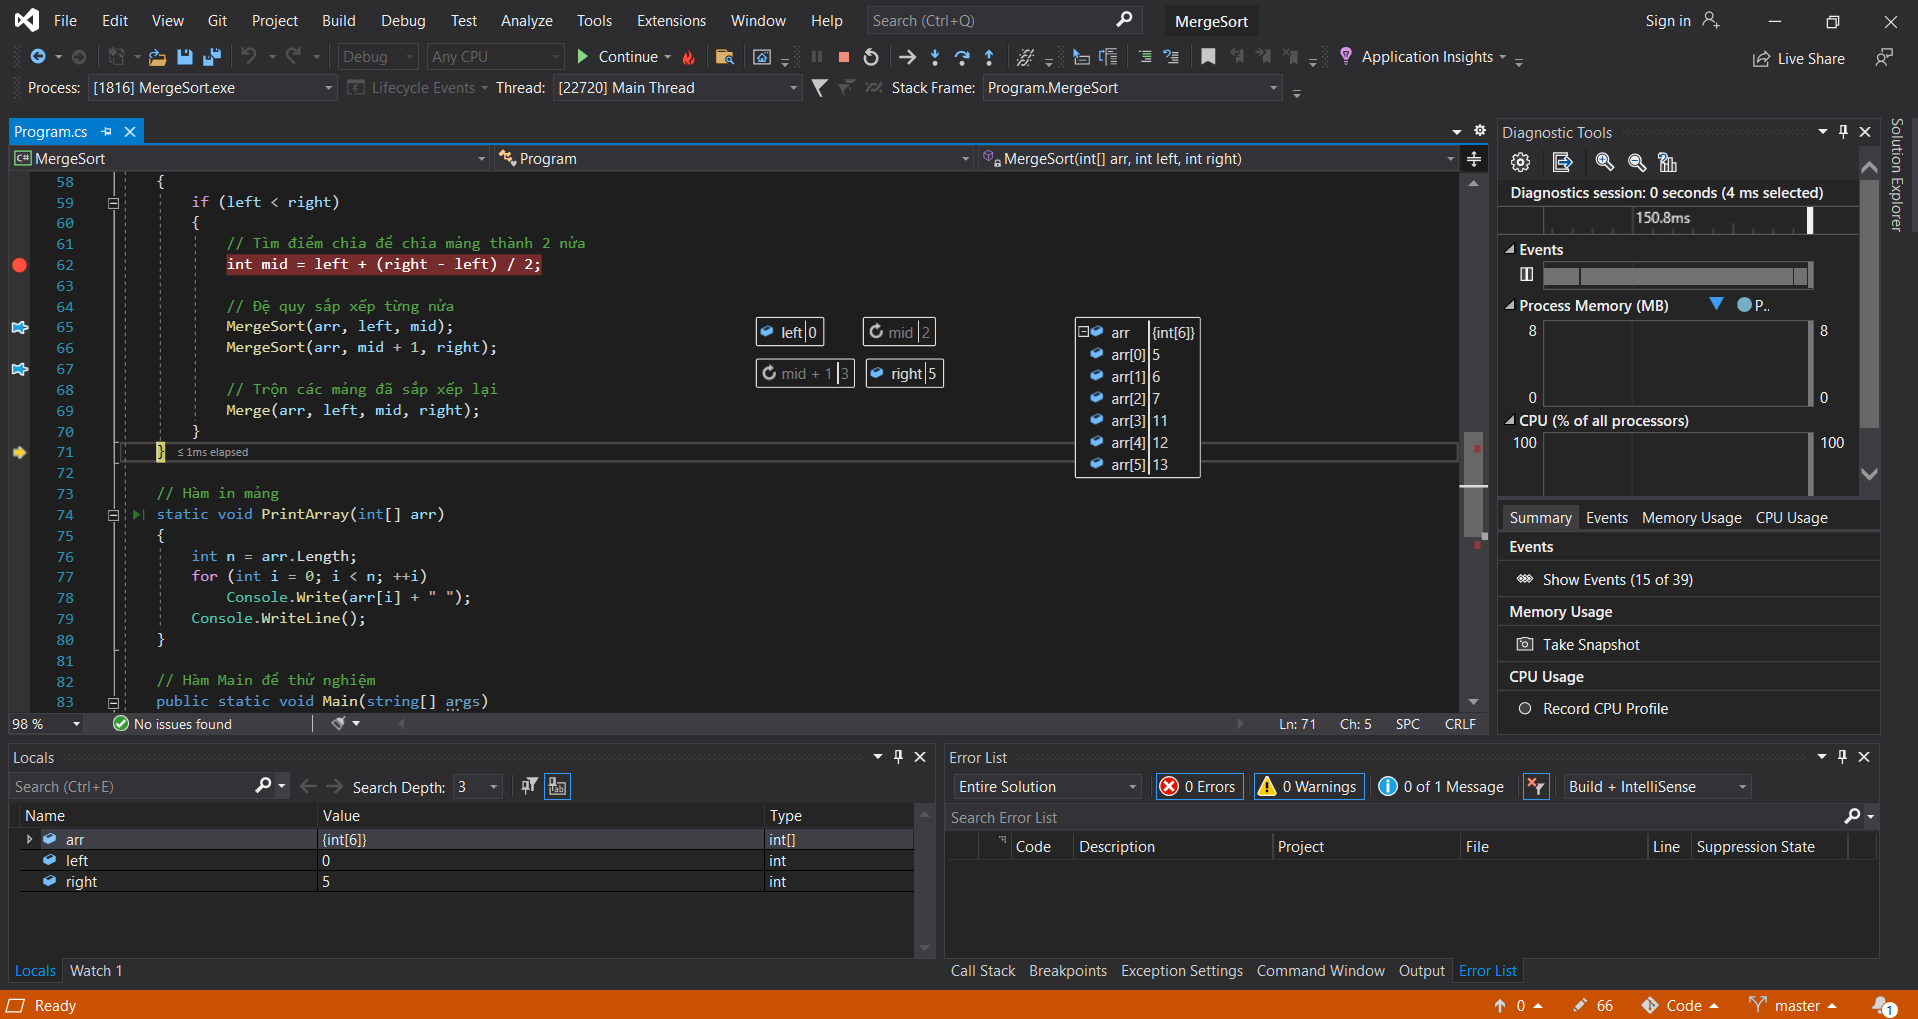 File Edit View Git Project Build Debug Test Analyze Tools Extensions Window Help Search (Ctrl+Q) MergeSort Sign in
Debug Any CPU Continue Application Insights Live Share
Process: [1816] MergeSort.exe Lifecycle Events Thread: [22720] Main Thread Stack Frame: Program.MergeSort
Program.cs
C# MergeSort Program MergeSort(int[] arr, int left, int right)
58 {
59 if (left < right)
60 {
61 // Tìm điểm chia để chia mảng thành 2 nửa
62 int mid = left + (right - left) / 2;
63
64 // Đệ quy sắp xếp từng nửa
65 MergeSort(arr, left, mid);
66 MergeSort(arr, mid + 1, right);
67
68 // Trộn các mảng đã sắp xếp lại
69 Merge(arr, left, mid, right);
70 }
71 } ≤ 1ms elapsed
72
73 // Hàm in mảng
74 static void PrintArray(int[] arr)
75 {
76 int n = arr.Length;
77 for (int i = 0; i < n; ++i)
78 Console.Write(arr[i] + " ");
79 Console.WriteLine();
80 }
81
82 // Hàm Main để thử nghiệm
83 public static void Main(string[] args)
left 0 mid 2
mid + 1 3 right 5
arr {int[6]}
arr[0] 5
arr[1] 6
arr[2] 7
arr[3] 11
arr[4] 12
arr[5] 13
98 % No issues found Ln: 71 Ch: 5 SPC CRLF
Diagnostic Tools
Diagnostics session: 0 seconds (4 ms selected)
150.8ms
Events
Process Memory (MB) P..
8 8
0 0
CPU (% of all processors)
100 100
Summary Events Memory Usage CPU Usage
Events
Show Events (15 of 39)
Memory Usage
Take Snapshot
CPU Usage
Record CPU Profile
Solution Explorer
Locals
Search (Ctrl+E) Search Depth: 3
Name Value Type
arr {int[6]} int[]
left 0 int
right 5 int
Locals Watch 1
Error List
Entire Solution 0 Errors 0 Warnings 0 of 1 Message Build + IntelliSense
Search Error List
Code Description Project File Line Suppression State
Call Stack Breakpoints Exception Settings Command Window Output Error List
Ready 0 66 Code master 1